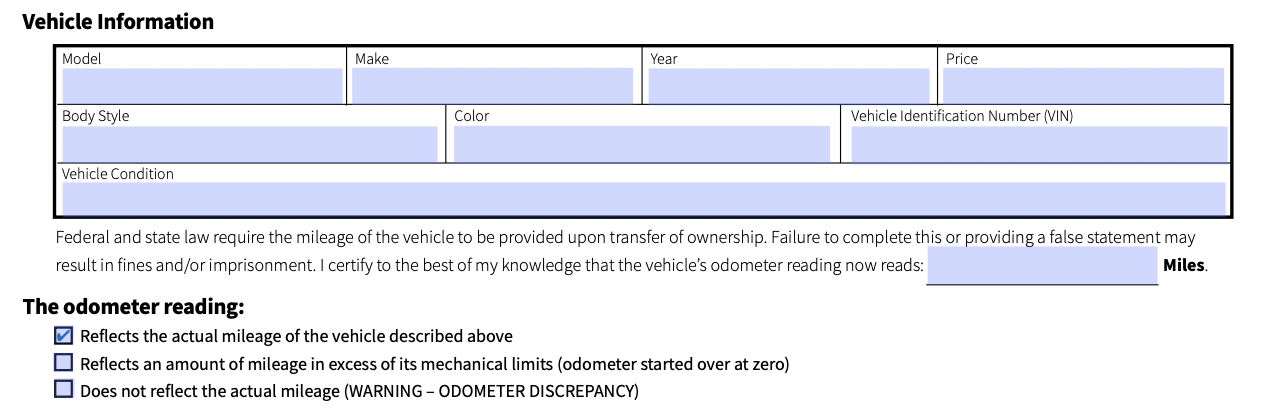 Vehicle Information
Model Make Year Price
Body Style Color Vehicle Identification Number (VIN)
Vehicle Condition
Federal and state law require the mileage of the vehicle to be provided upon transfer of ownership. Failure to complete this or providing a false statement may
result in fines and/or imprisonment. I certify to the best of my knowledge that the vehicle’s odometer reading now reads: Miles.
The odometer reading:
Reflects the actual mileage of the vehicle described above
Reflects an amount of mileage in excess of its mechanical limits (odometer started over at zero)
Does not reflect the actual mileage (WARNING – ODOMETER DISCREPANCY)